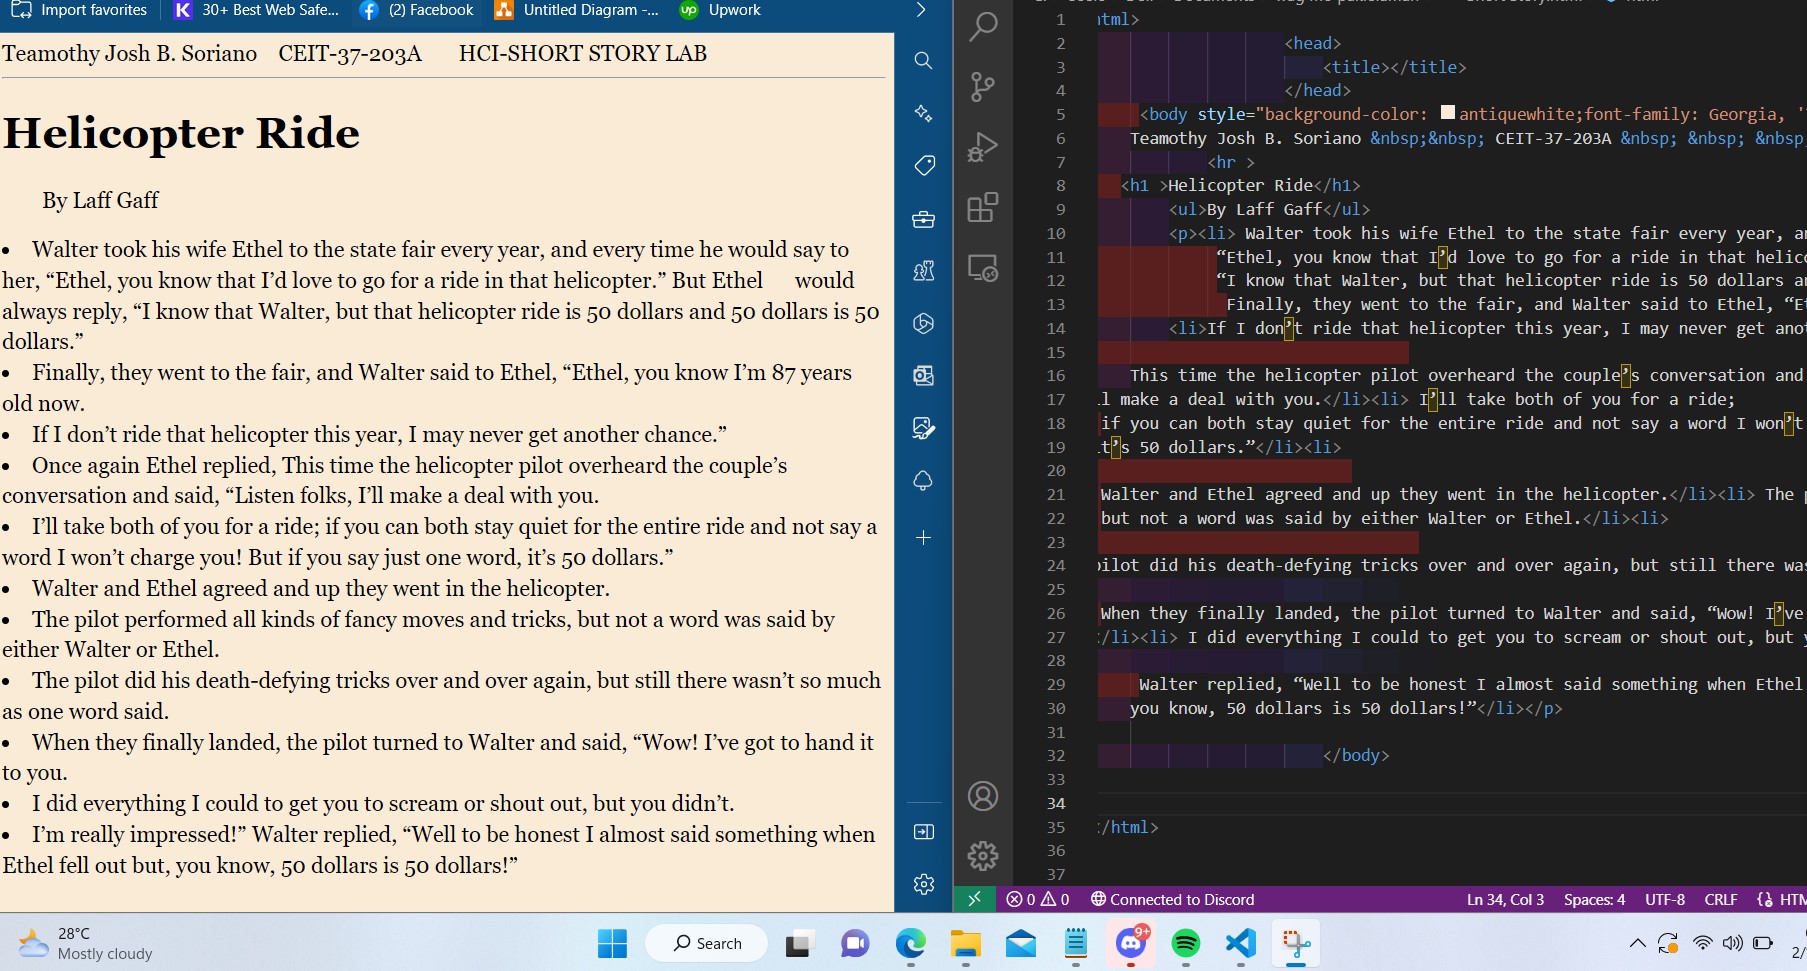 Import favorites
30+ Best Web Safe...
(2) Facebook
Untitled Diagram -...
Upwork
Teamothy Josh B. Soriano CEIT-37-203A HCI-SHORT STORY LAB
Helicopter Ride
By Laff Gaff
• Walter took his wife Ethel to the state fair every year, and every time he would say to
her, “Ethel, you know that I’d love to go for a ride in that helicopter.” But Ethel would
always reply, “I know that Walter, but that helicopter ride is 50 dollars and 50 dollars is 50
dollars.”
• Finally, they went to the fair, and Walter said to Ethel, “Ethel, you know I’m 87 years
old now.
• If I don’t ride that helicopter this year, I may never get another chance.”
• Once again Ethel replied, This time the helicopter pilot overheard the couple’s
conversation and said, “Listen folks, I’ll make a deal with you.
• I’ll take both of you for a ride; if you can both stay quiet for the entire ride and not say a
word I won’t charge you! But if you say just one word, it’s 50 dollars.”
• Walter and Ethel agreed and up they went in the helicopter.
• The pilot performed all kinds of fancy moves and tricks, but not a word was said by
either Walter or Ethel.
• The pilot did his death-defying tricks over and over again, but still there wasn’t so much
as one word said.
• When they finally landed, the pilot turned to Walter and said, “Wow! I’ve got to hand it
to you.
• I did everything I could to get you to scream or shout out, but you didn’t.
• I’m really impressed!” Walter replied, “Well to be honest I almost said something when
Ethel fell out but, you know, 50 dollars is 50 dollars!”
1 html>
2 <head>
3 <title></title>
4 </head>
5 <body style="background-color: antiquewhite;font-family: Georgia, '
6 Teamothy Josh B. Soriano &nbsp;&nbsp; CEIT-37-203A &nbsp; &nbsp; &nbsp;
7 <hr >
8 <h1 >Helicopter Ride</h1>
9 <ul>By Laff Gaff</ul>
10 <p><li> Walter took his wife Ethel to the state fair every year,
11 “Ethel, you know that I’d love to go for a ride in that
12 “I know that Walter, but that helicopter ride is 50 dollars
13 Finally, they went to the fair, and Walter said to Ethel,
14 <li>If I don’t ride that helicopter this year, I may never get
15
16 This time the helicopter pilot overheard the couple’s conversation and
17 make a deal with you.</li><li> I’ll take both of you for a ride;
18 if you can both stay quiet for the entire ride and not say a word I won’t
19 t’s 50 dollars.”</li><li>
20
21 Walter and Ethel agreed and up they went in the helicopter.</li><li> The
22 but not a word was said by either Walter or Ethel.</li><li>
23
24 pilot did his death-defying tricks over and over again, but still there
25
26 When they finally landed, the pilot turned to Walter and said, “Wow! I’ve
27 /li><li> I did everything I could to get you to scream or shout out, but
28
29 Walter replied, “Well to be honest I almost said something when Ethel
30 you know, 50 dollars is 50 dollars!”</li></p>
31
32 </body>
33
34
35 /html>
36
37
0 0 Connected to Discord Ln 34, Col 3 Spaces: 4 UTF-8 CRLF
28°C
Mostly cloudy
Search
9+